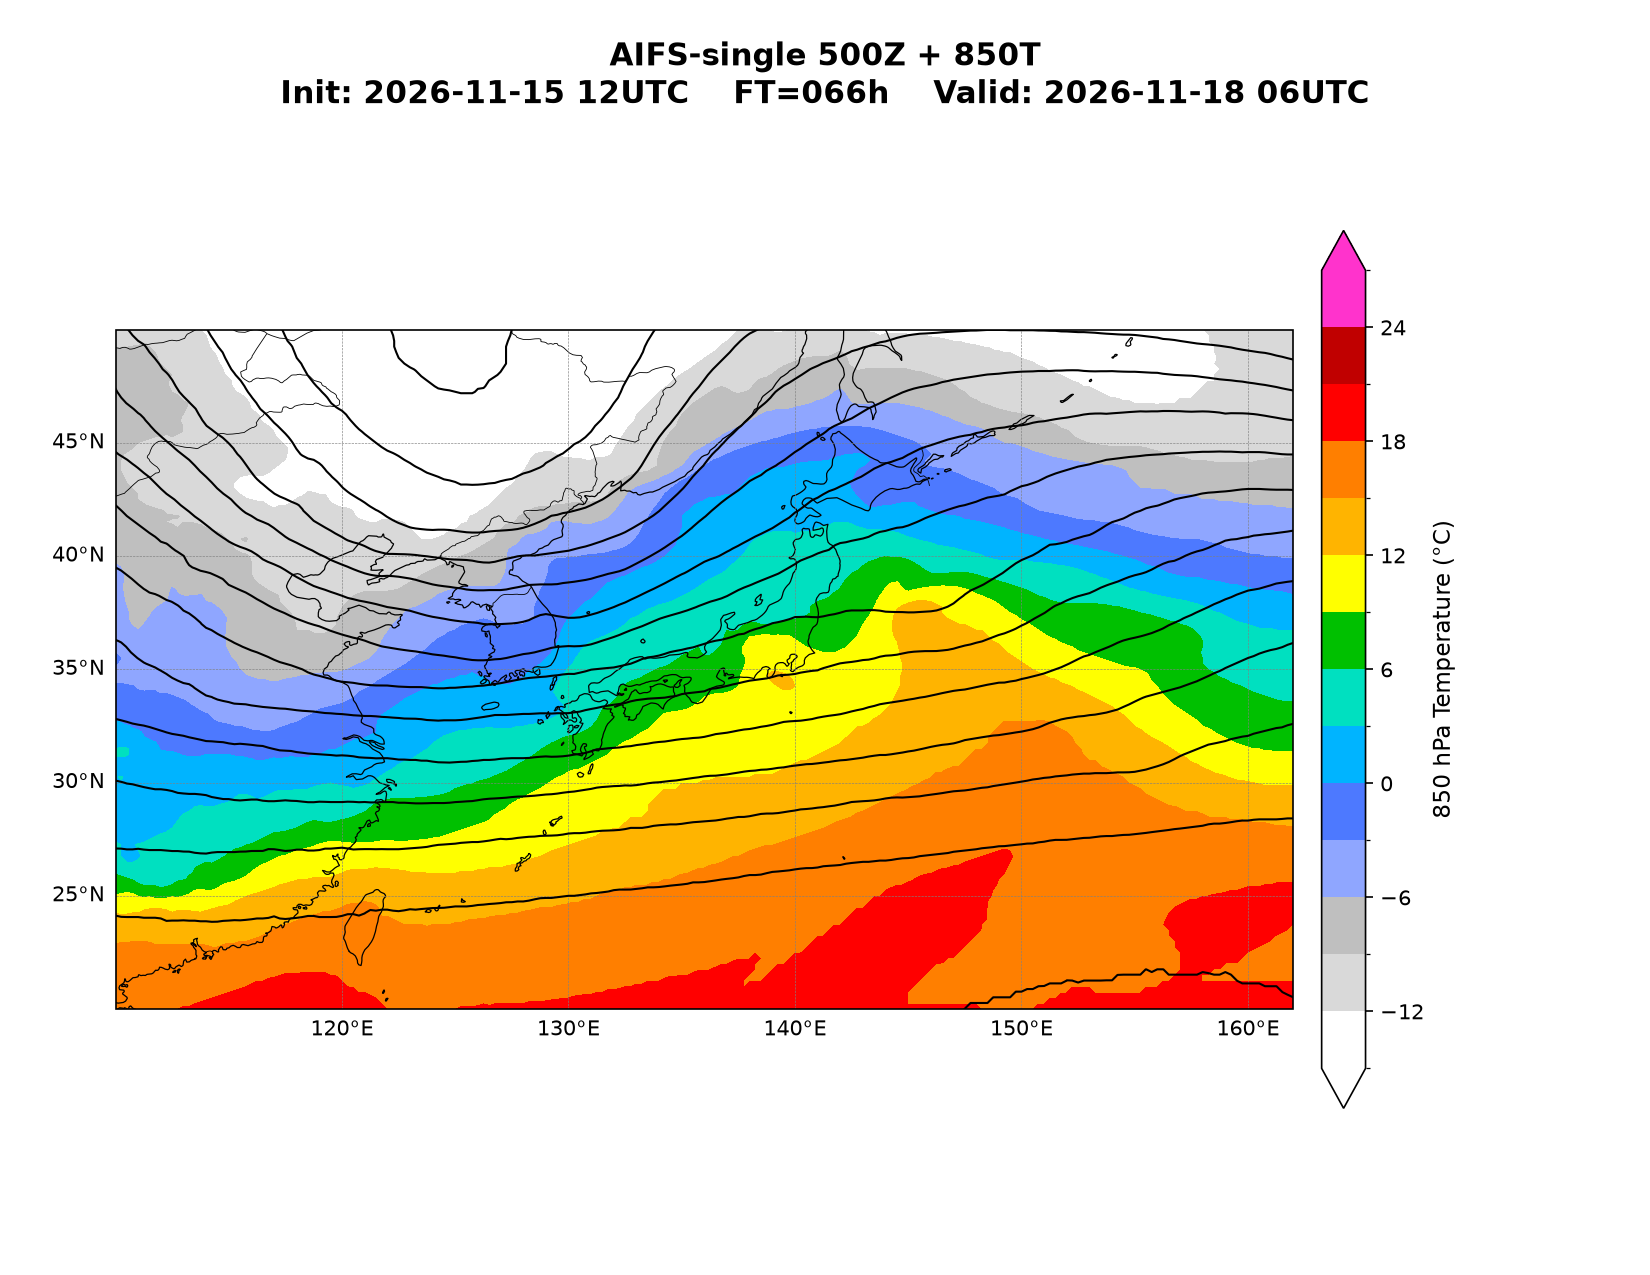 AIFS-single 500Z + 850T
Init: 2026-11-15 12UTC    FT=066h    Valid: 2026-11-18 06UTC
45°N
40°N
35°N
30°N
25°N
120°E
130°E
140°E
150°E
160°E
24
18
12
6
0
−6
−12
850 hPa Temperature (°C)